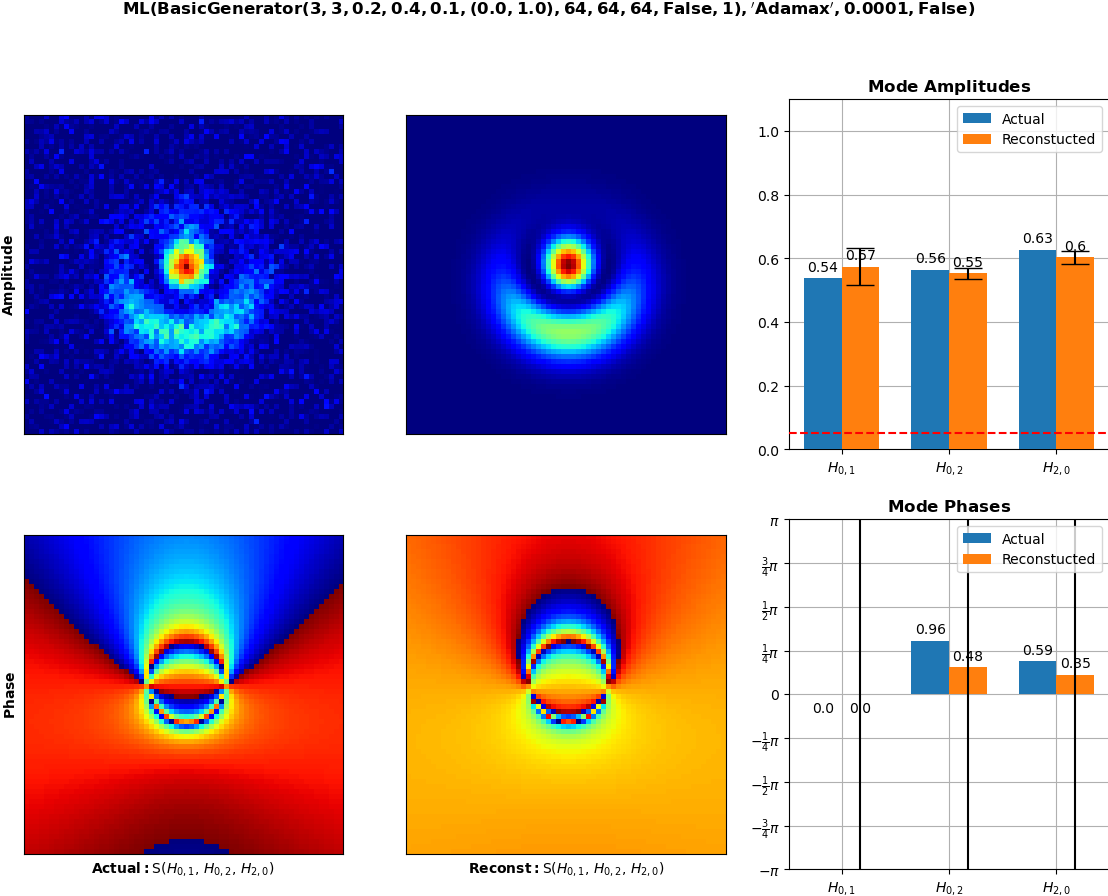 ML(BasicGenerator(3, 3, 0.2, 0.4, 0.1, (0.0, 1.0), 64, 64, 64, False, 1), ′Adamax′, 0.0001, False)
Mode Amplitudes
Amplitude
1.0
0.8
0.6
0.4
0.2
0.0
Actual
Reconstucted
0.54
0.57
0.56
0.55
0.63
0.6
H0,1
H0,2
H2,0
Mode Phases
Phase
π
3/4π
1/2π
1/4π
0
−1/4π
−1/2π
−3/4π
−π
Actual
Reconstucted
0.0
0.0
0.96
0.48
0.59
0.35
H0,1
H0,2
H2,0
Actual: S(H0,1, H0,2, H2,0)
Reconst: S(H0,1, H0,2, H2,0)